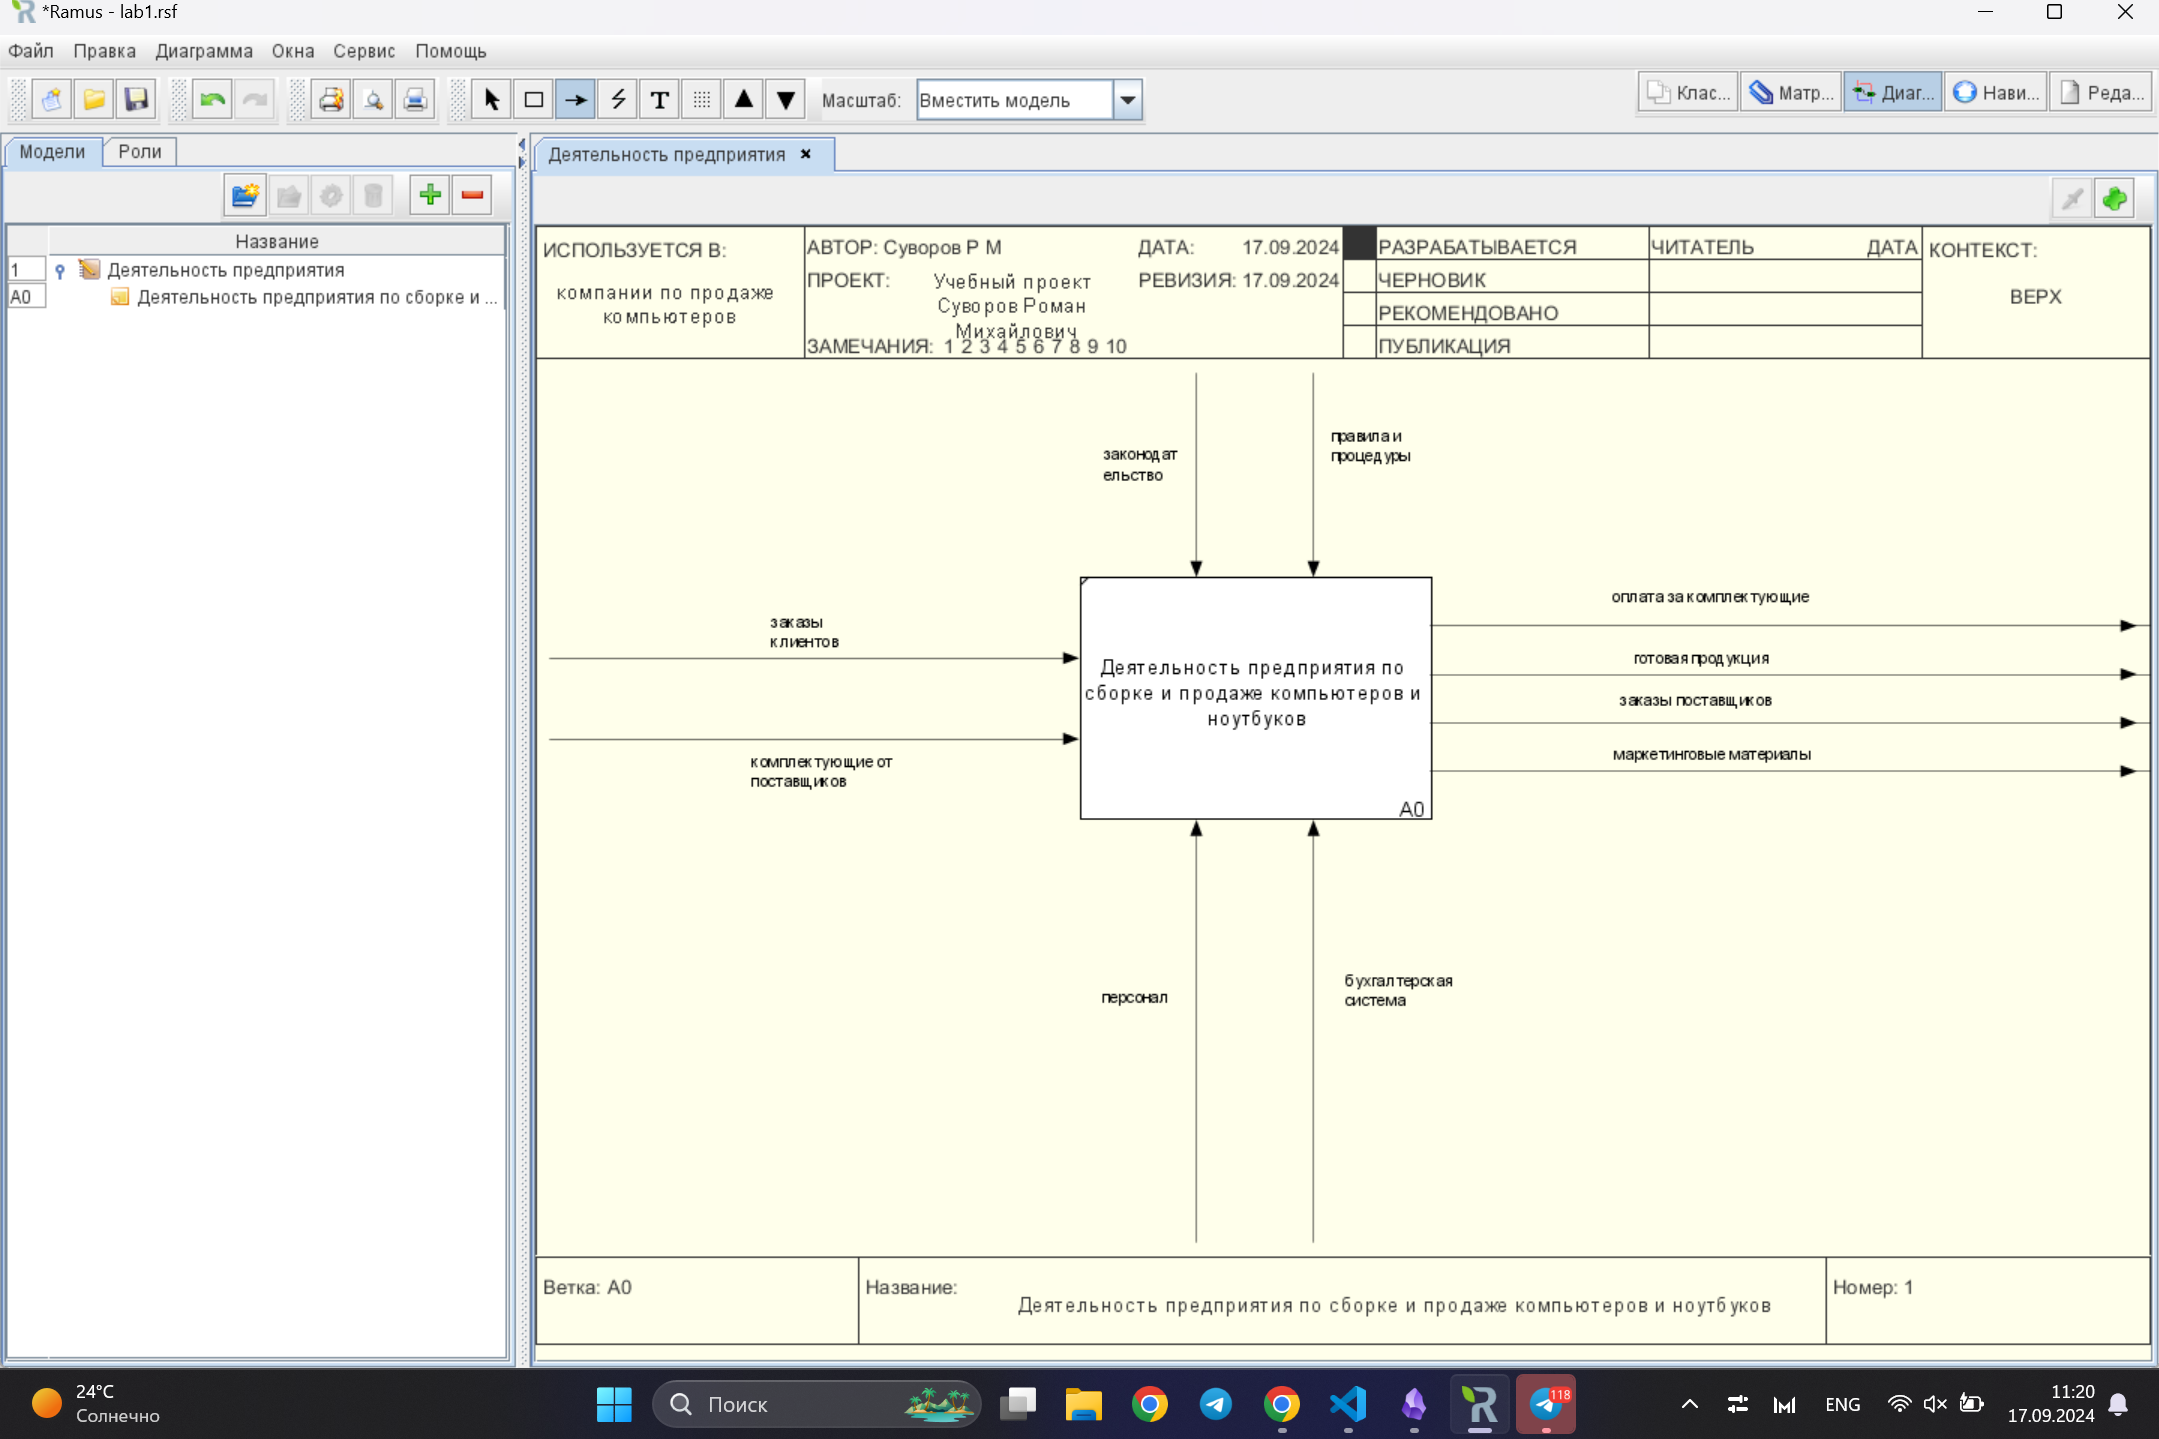 *Ramus - lab1.rsf
Файл Правка Диаграмма Окна Сервис Помощь
T Масштаб: Вместить модель
Клас... Матр... Диаг... Нави... Реда...
Модели Роли
Деятельность предприятия
Название
1 Деятельность предприятия
A0 Деятельность предприятия по сборке и ...
ИСПОЛЬЗУЕТСЯ В:
компании по продаже
компьютеров
АВТОР: Суворов Р М
ДАТА: 17.09.2024
ПРОЕКТ: Учебный проект
Суворов Роман
Михайлович
РЕВИЗИЯ: 17.09.2024
ЗАМЕЧАНИЯ: 1 2 3 4 5 6 7 8 9 10
РАЗРАБАТЫВАЕТСЯ
ЧЕРНОВИК
РЕКОМЕНДОВАНО
ПУБЛИКАЦИЯ
ЧИТАТЕЛЬ ДАТА
КОНТЕКСТ:
ВЕРХ
законодат
ельство
правила и
процедуры
заказы
клиентов
комплектующие от
поставщиков
Деятельность предприятия по
сборке и продаже компьютеров и
ноутбуков
A0
оплата за комплектующие
готовая продукция
заказы поставщиков
маркетинговые материалы
персонал
бухгалтерская
система
Ветка: A0
Название:
Деятельность предприятия по сборке и продаже компьютеров и ноутбуков
Номер: 1
24°C
Солнечно
Поиск
118
ENG
11:20
17.09.2024